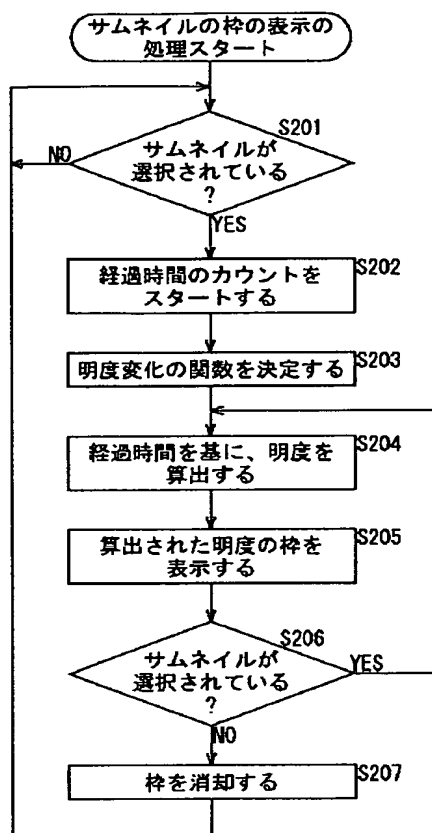 サムネイルの枠の表示の
処理スタート
S201
NO
サムネイルが
選択されている
?
YES
経過時間のカウントを
スタートする
S202
明度変化の関数を決定する
S203
経過時間を基に、明度を
算出する
S204
算出された明度の枠を
表示する
S205
S206
サムネイルが
選択されている
?
YES
NO
枠を消却する
S207